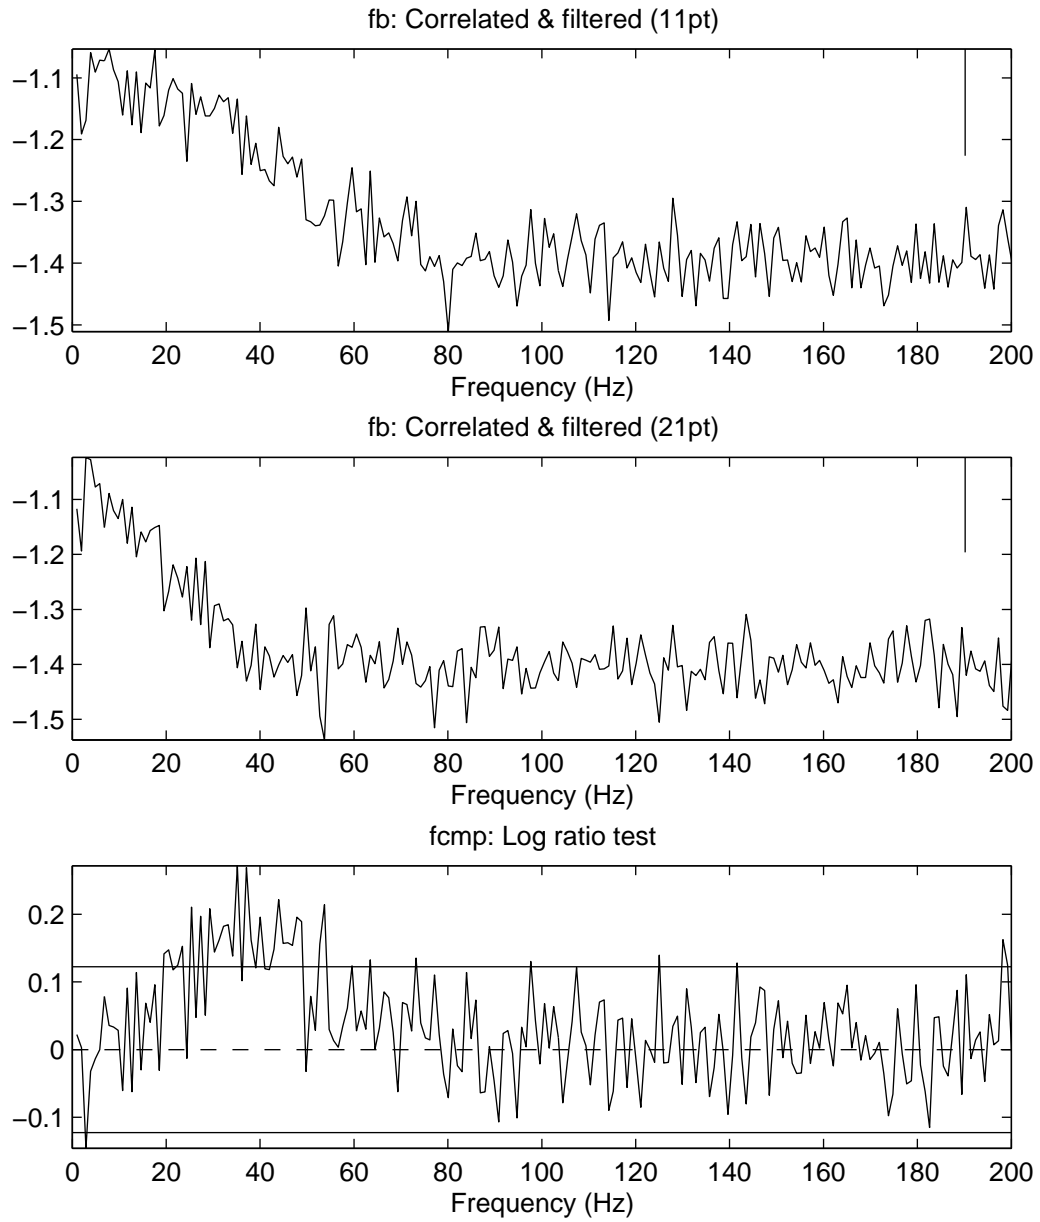 fb: Correlated & filtered (11pt)
−1.1
−1.2
−1.3
−1.4
−1.5
0 20 40 60 80 100 120 140 160 180 200
Frequency (Hz)
fb: Correlated & filtered (21pt)
−1.1
−1.2
−1.3
−1.4
−1.5
0 20 40 60 80 100 120 140 160 180 200
Frequency (Hz)
fcmp: Log ratio test
0.2
0.1
0
−0.1
0 20 40 60 80 100 120 140 160 180 200
Frequency (Hz)